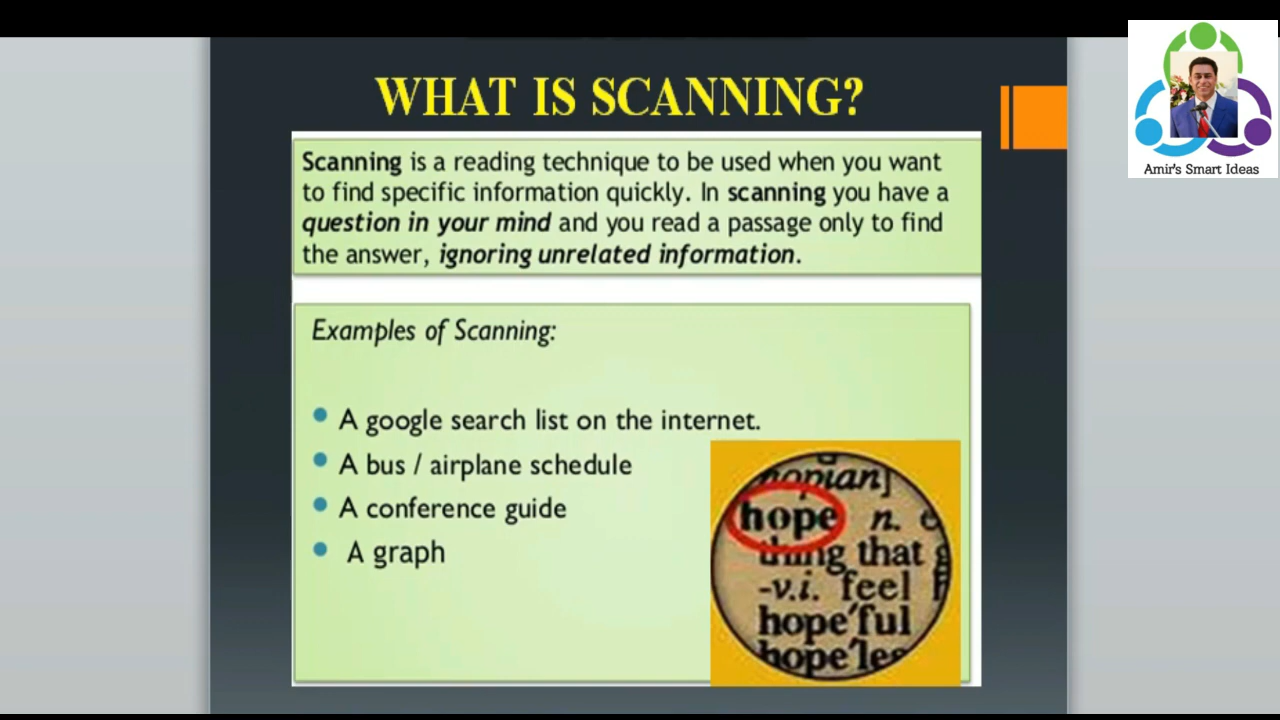 WHAT IS SCANNING?
Amir's Smart Ideas
Scanning is a reading technique to be used when you want
to find specific information quickly. In scanning you have a
question in your mind and you read a passage only to find
the answer, ignoring unrelated information.
Examples of Scanning:
A google search list on the internet.
A bus / airplane schedule
A conference guide
A graph
hope n.
thing that
-v.i. feel
hope'ful